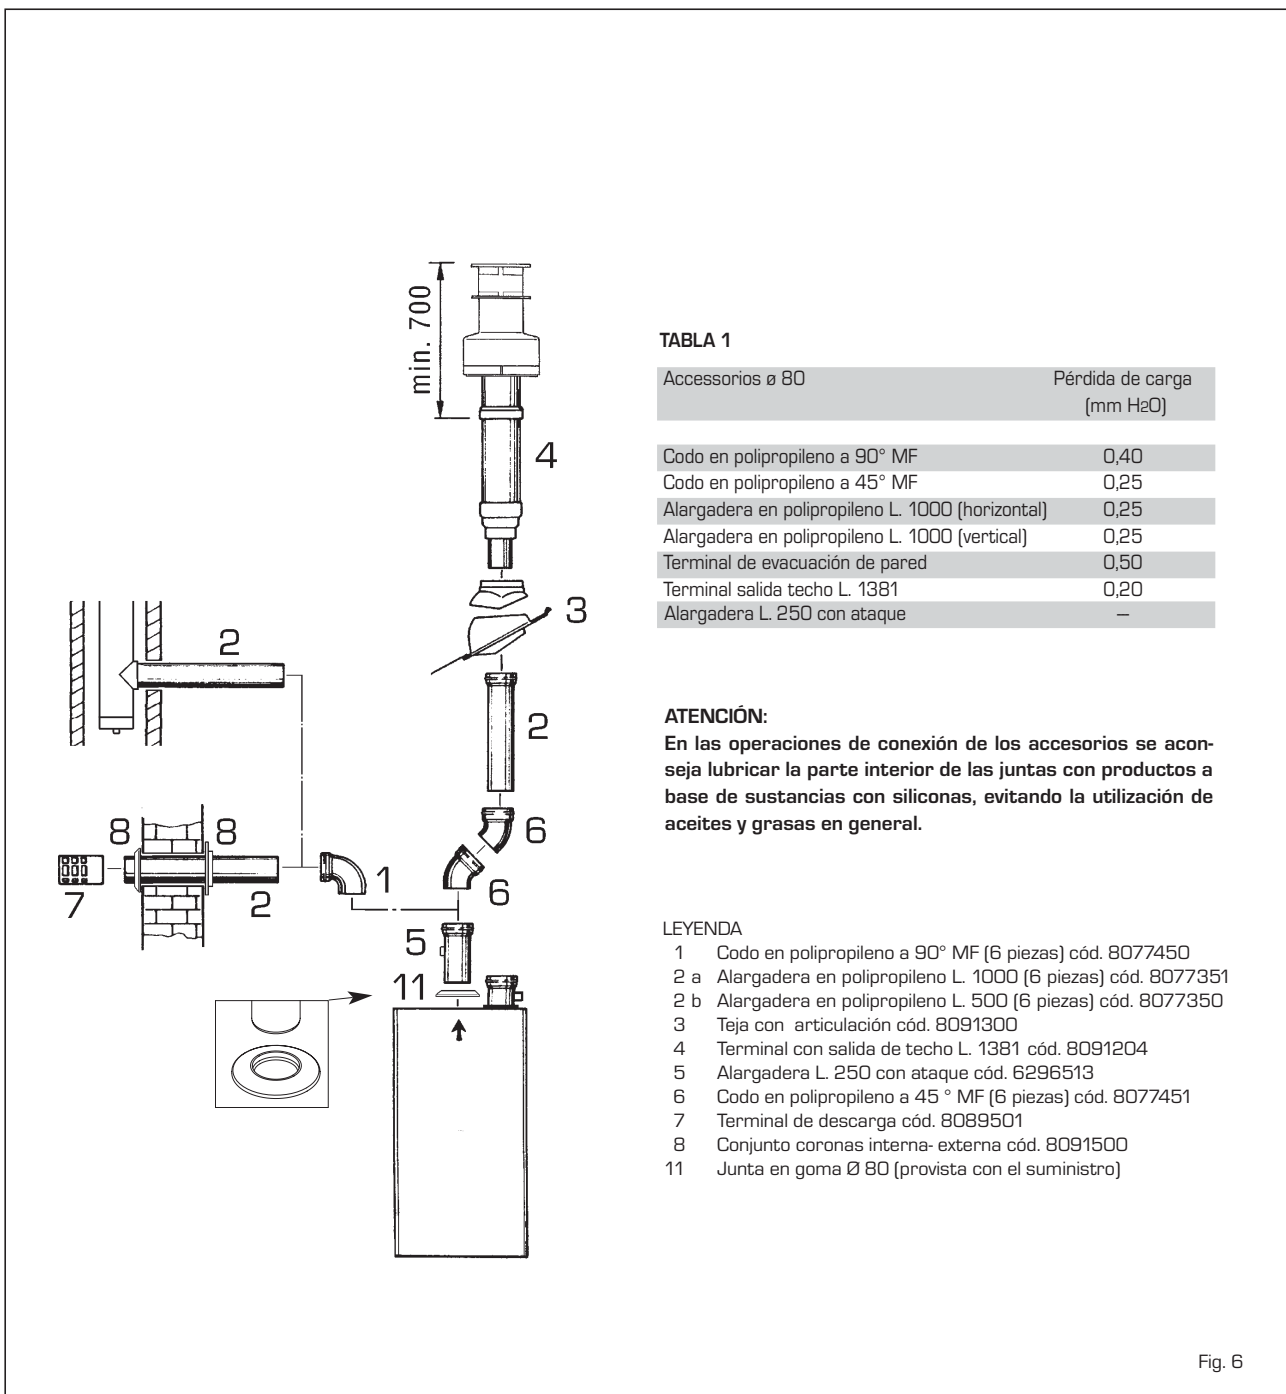 min. 700
4
3
2
2
6
8
8
6
7
2
1
5
11
TABLA 1
Accessorios ø 80 Pérdida de carga
(mm H2O)
Codo en polipropileno a 90° MF 0,40
Codo en polipropileno a 45° MF 0,25
Alargadera en polipropileno L. 1000 (horizontal) 0,25
Alargadera en polipropileno L. 1000 (vertical) 0,25
Terminal de evacuación de pared 0,50
Terminal salida techo L. 1381 0,20
Alargadera L. 250 con ataque –
ATENCIÓN:
En las operaciones de conexión de los accesorios se acon-
seja lubricar la parte interior de las juntas con productos a
base de sustancias con siliconas, evitando la utilización de
aceites y grasas en general.
LEYENDA
1 Codo en polipropileno a 90° MF (6 piezas) cód. 8077450
2 a Alargadera en polipropileno L. 1000 (6 piezas) cód. 8077351
2 b Alargadera en polipropileno L. 500 (6 piezas) cód. 8077350
3 Teja con articulación cód. 8091300
4 Terminal con salida de techo L. 1381 cód. 8091204
5 Alargadera L. 250 con ataque cód. 6296513
6 Codo en polipropileno a 45 ° MF (6 piezas) cód. 8077451
7 Terminal de descarga cód. 8089501
8 Conjunto coronas interna- externa cód. 8091500
11 Junta en goma Ø 80 (provista con el suministro)
Fig. 6